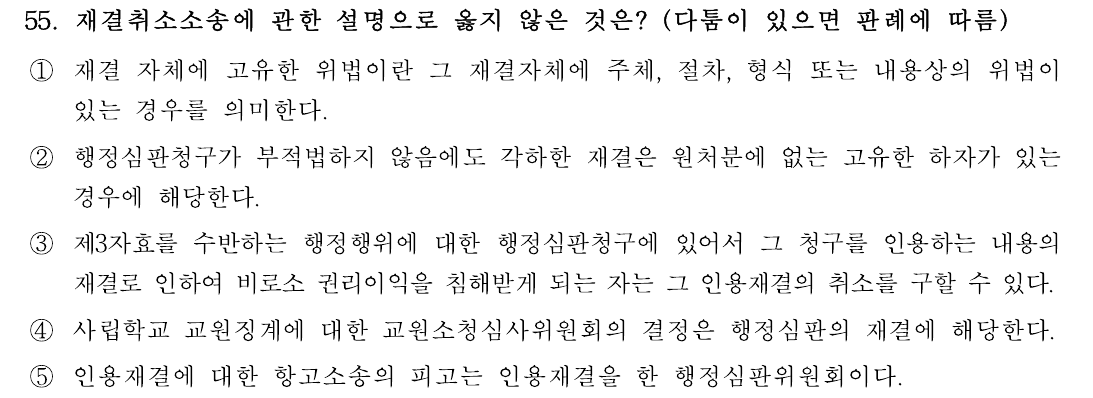 55. 재결취소소송에 관한 설명으로 옳지 않은 것은? (다툼이 있으면 판례에 따름)
① 재결 자체에 고유한 위법이란 그 재결자체에 주체, 절차, 형식 또는 내용상의 위법이
있는 경우를 의미한다.
② 행정심판청구가 부적법하지 않음에도 각하한 재결은 원처분에 없는 고유한 하자가 있는
경우에 해당한다.
③ 제3자효를 수반하는 행정행위에 대한 행정심판청구에 있어서 그 청구를 인용하는 내용의
재결로 인하여 비로소 권리이익을 침해받게 되는 자는 그 인용재결의 취소를 구할 수 있다.
④ 사립학교 교원징계에 대한 교원소청심사위원회의 결정은 행정심판의 재결에 해당한다.
⑤ 인용재결에 대한 항고소송의 피고는 인용재결을 한 행정심판위원회이다.